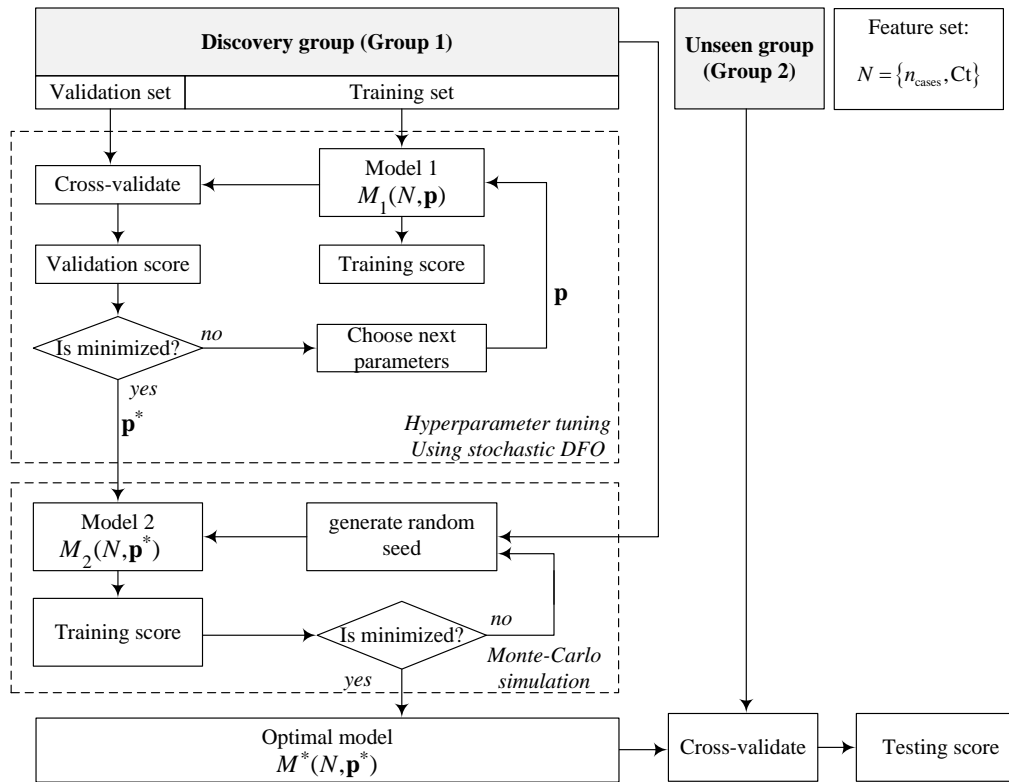 Discovery group (Group 1)
Unseen group
(Group 2)
Feature set:
N = {n_cases, Ct}
Validation set
Training set
Cross-validate
Model 1
M_1(N, p)
Validation score
Training score
p
Is minimized?
no
Choose next
parameters
yes
p*
Hyperparameter tuning
Using stochastic DFO
Model 2
M_2(N, p*)
generate random
seed
Training score
Is minimized?
no
Monte-Carlo
simulation
yes
Optimal model
M*(N, p*)
Cross-validate
Testing score